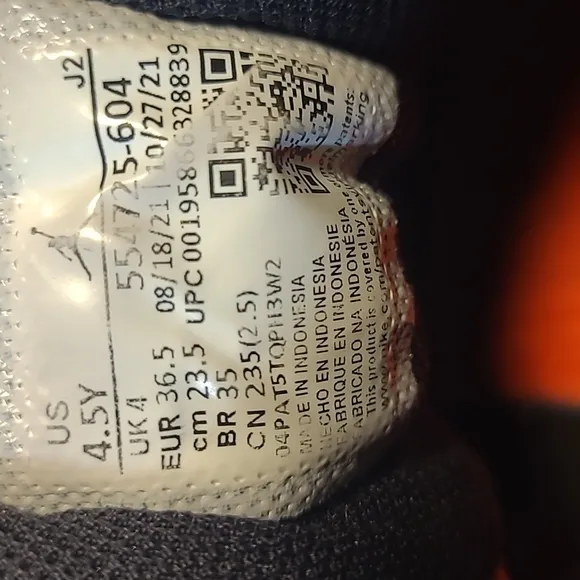 US
4.5Y
J2
UK 4
554725-604
EUR 36.5
08/18/21 | 10/27/21
cm 23.5
UPC 00195866328839
BR 35
CN 235(2.5)
04PAT5TQPH3W2
MADE IN INDONESIA
HECHO EN INDONESIA
FABRIQUE EN INDONESIE
FABRICADO NA INDONÉSIA
This product is covered by
patents.